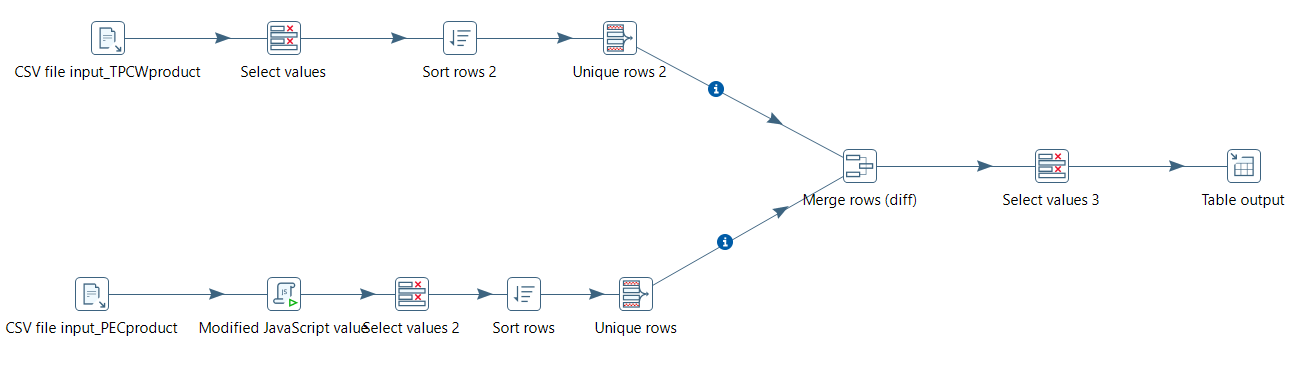 CSV file input_TPCWproduct
Select values
Sort rows 2
Unique rows 2
Merge rows (diff)
Select values 3
Table output
CSV file input_PECproduct
Modified JavaScript value
Select values 2
Sort rows
Unique rows